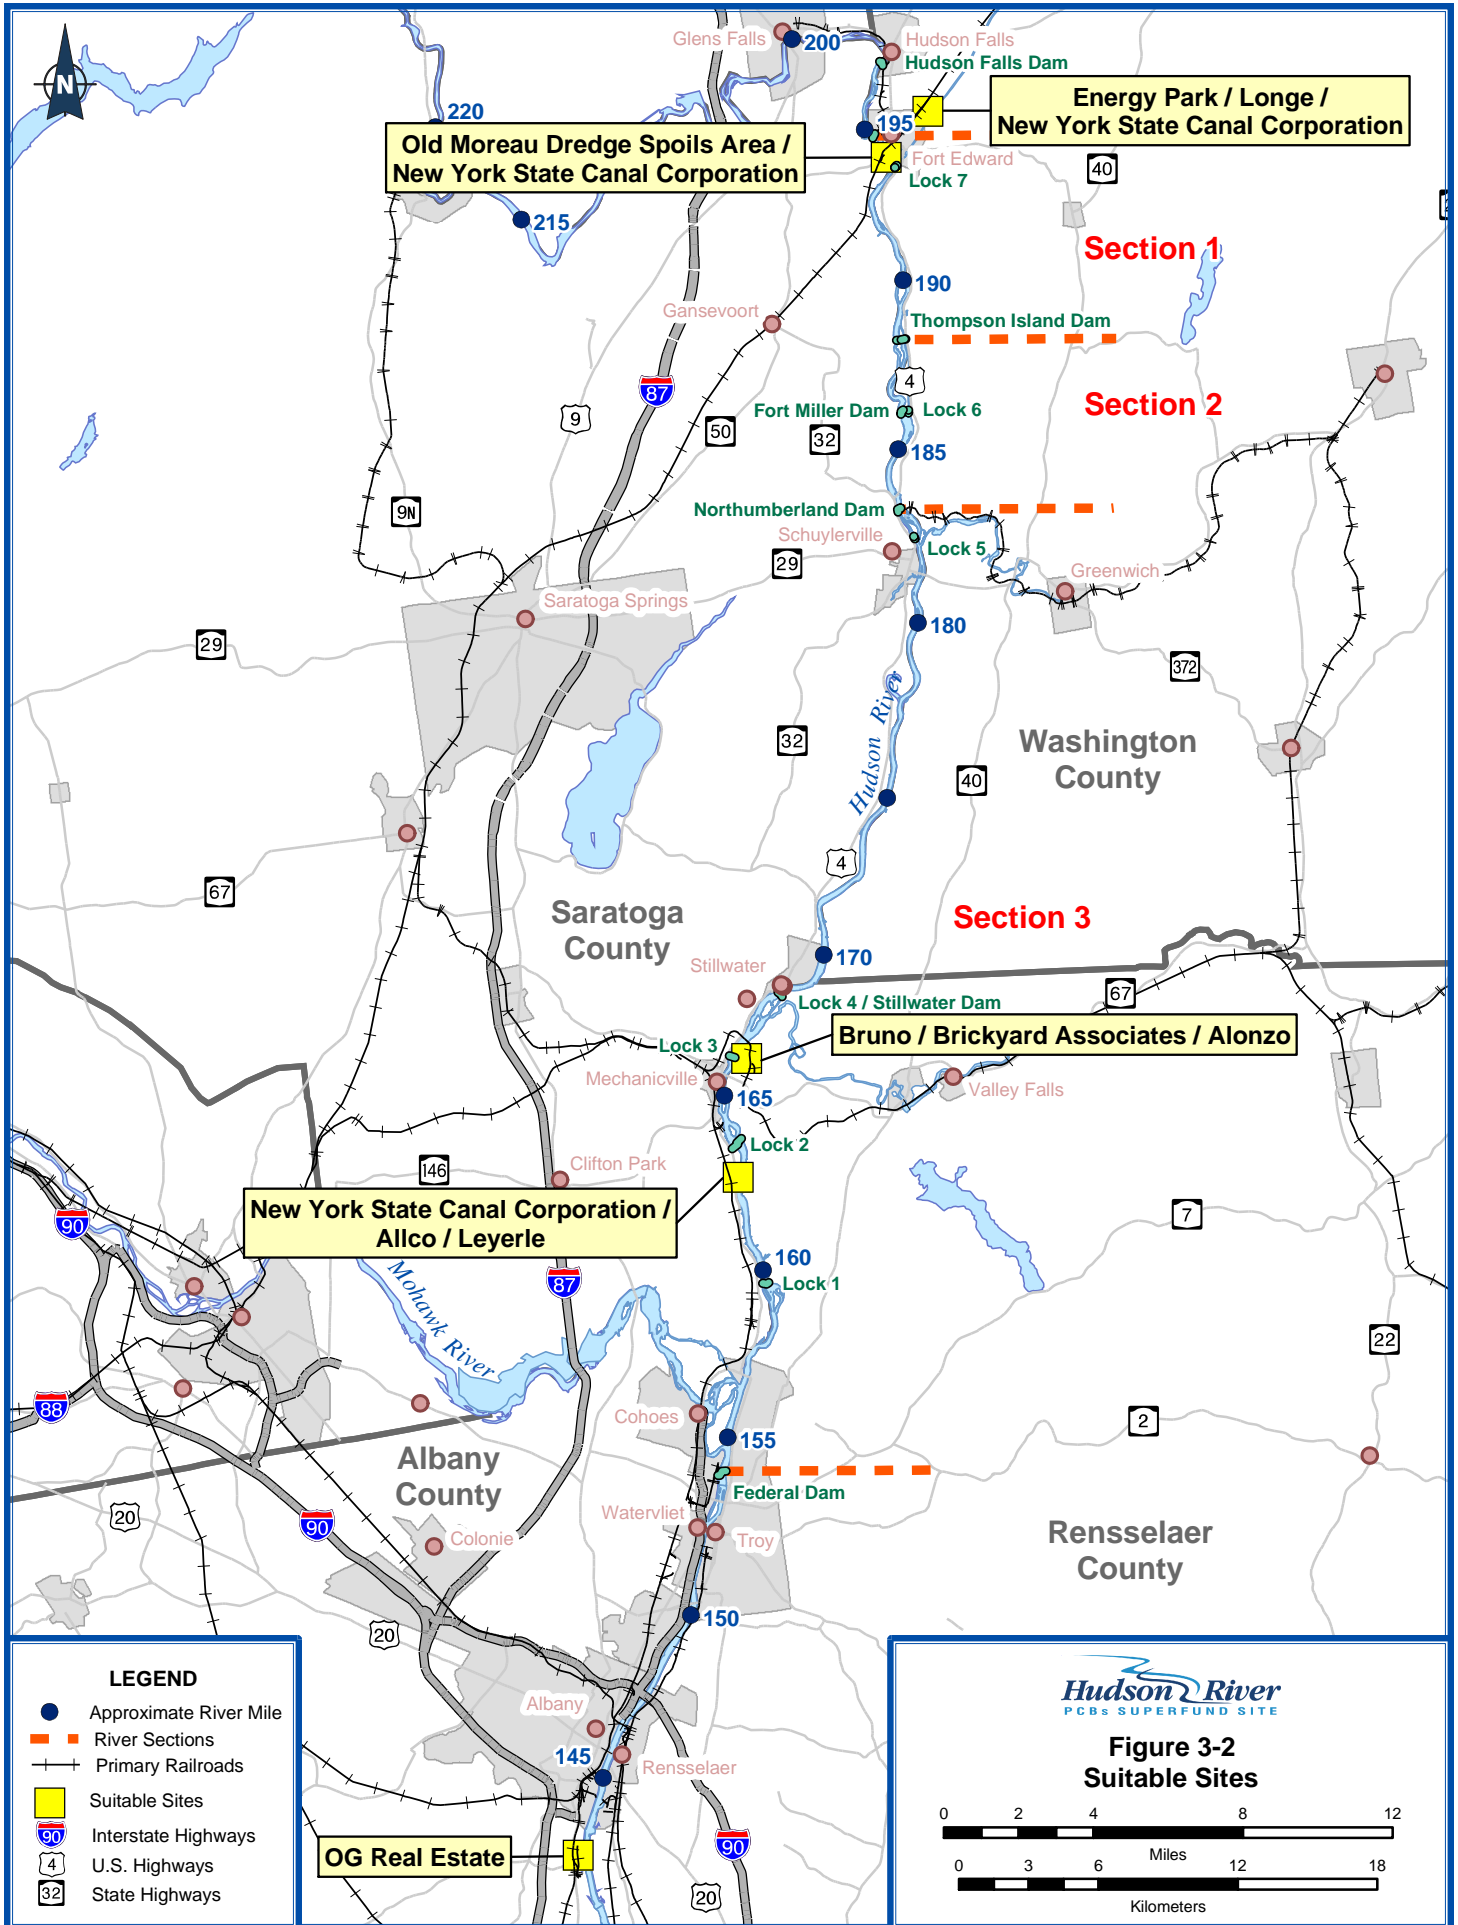 Glens Falls
200
Hudson Falls
Hudson Falls Dam
N
220
Energy Park / Longe /
New York State Canal Corporation
195
Old Moreau Dredge Spoils Area /
New York State Canal Corporation
Fort Edward
Lock 7
40
215
Section 1
190
Gansevoort
Thompson Island Dam
87
4
9
Section 2
Fort Miller Dam
Lock 6
50
32
185
9N
Northumberland Dam
Schuylerville
Lock 5
29
Greenwich
Saratoga Springs
180
29
372
Hudson River
32
Washington
County
40
4
67
Saratoga
County
Section 3
170
Stillwater
67
Lock 4 / Stillwater Dam
Bruno / Brickyard Associates / Alonzo
Lock 3
Mechanicville
Valley Falls
165
Lock 2
146
Clifton Park
New York State Canal Corporation /
Allco / Leyerle
90
7
160
Lock 1
87
Mohawk River
22
88
Cohoes
2
155
Albany
County
Federal Dam
20
90
Watervliet
Troy
Colonie
Rensselaer
County
150
20
Albany
145
Rensselaer
OG Real Estate
90
20
LEGEND
Approximate River Mile
River Sections
Primary Railroads
Suitable Sites
90 Interstate Highways
4 U.S. Highways
32 State Highways
Hudson River
PCBs SUPERFUND SITE
Figure 3-2
Suitable Sites
0 2 4 8 12
Miles
0 3 6 12 18
Kilometers